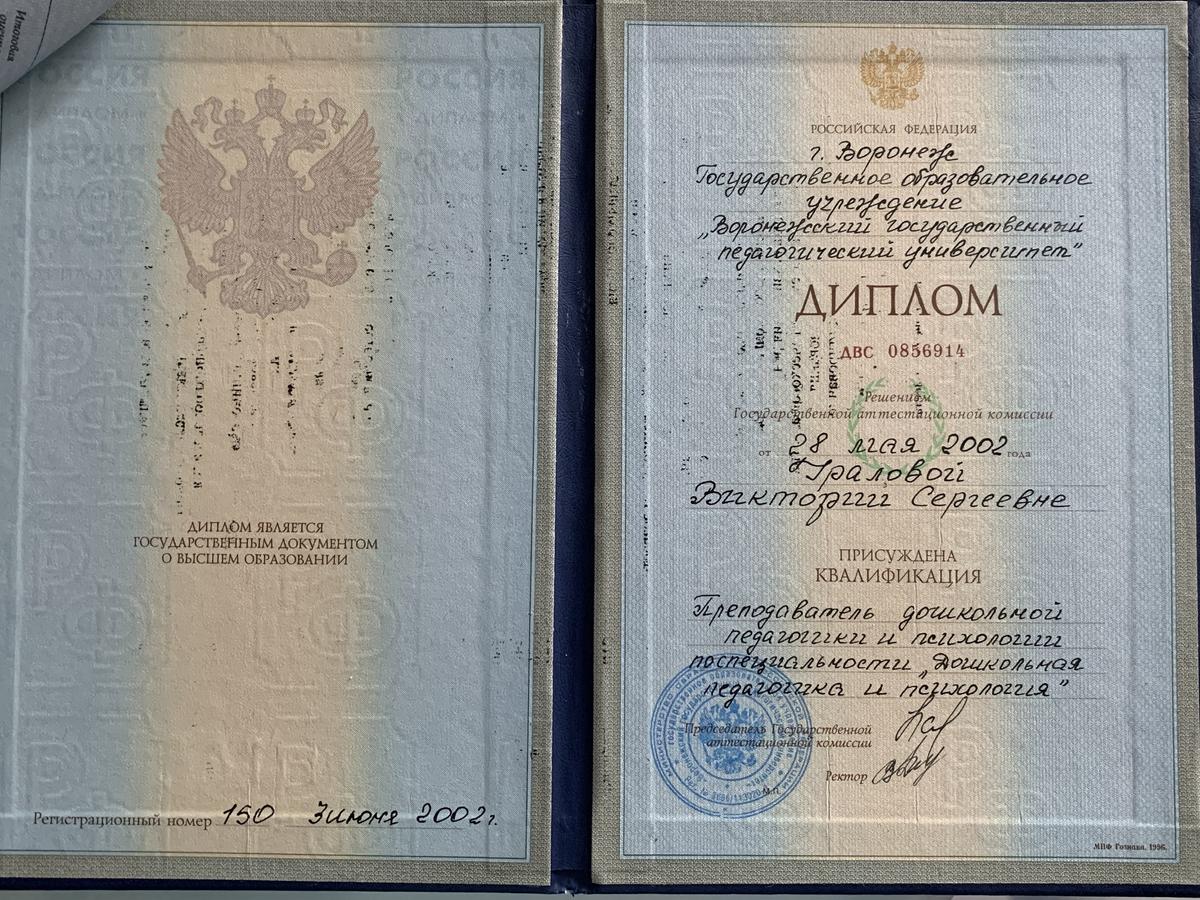 Итоговая
ДИПЛОМ ЯВЛЯЕТСЯ
ГОСУДАРСТВЕННЫМ ДОКУМЕНТОМ
О ВЫСШЕМ ОБРАЗОВАНИИ
Регистрационный номер 150 3 июня 2002 г.
РОССИЙСКАЯ ФЕДЕРАЦИЯ
г. Воронеж
Государственное образовательное
учреждение
„Воронежский государственный
педагогический университет"
ДИПЛОМ
ДВС 0856914
Решением
Государственной аттестационной комиссии
от 28 мая 2002 года
Ураловой
Виктории Сергеевне
ПРИСУЖДЕНА
КВАЛИФИКАЦИЯ
Преподаватель дошкольной
педагогики и психологии
по специальности „Дошкольная
педагогика и психология"
Председатель Государственной
аттестационной комиссии
Ректор
М.П.
МПФ Гознака. 1996.